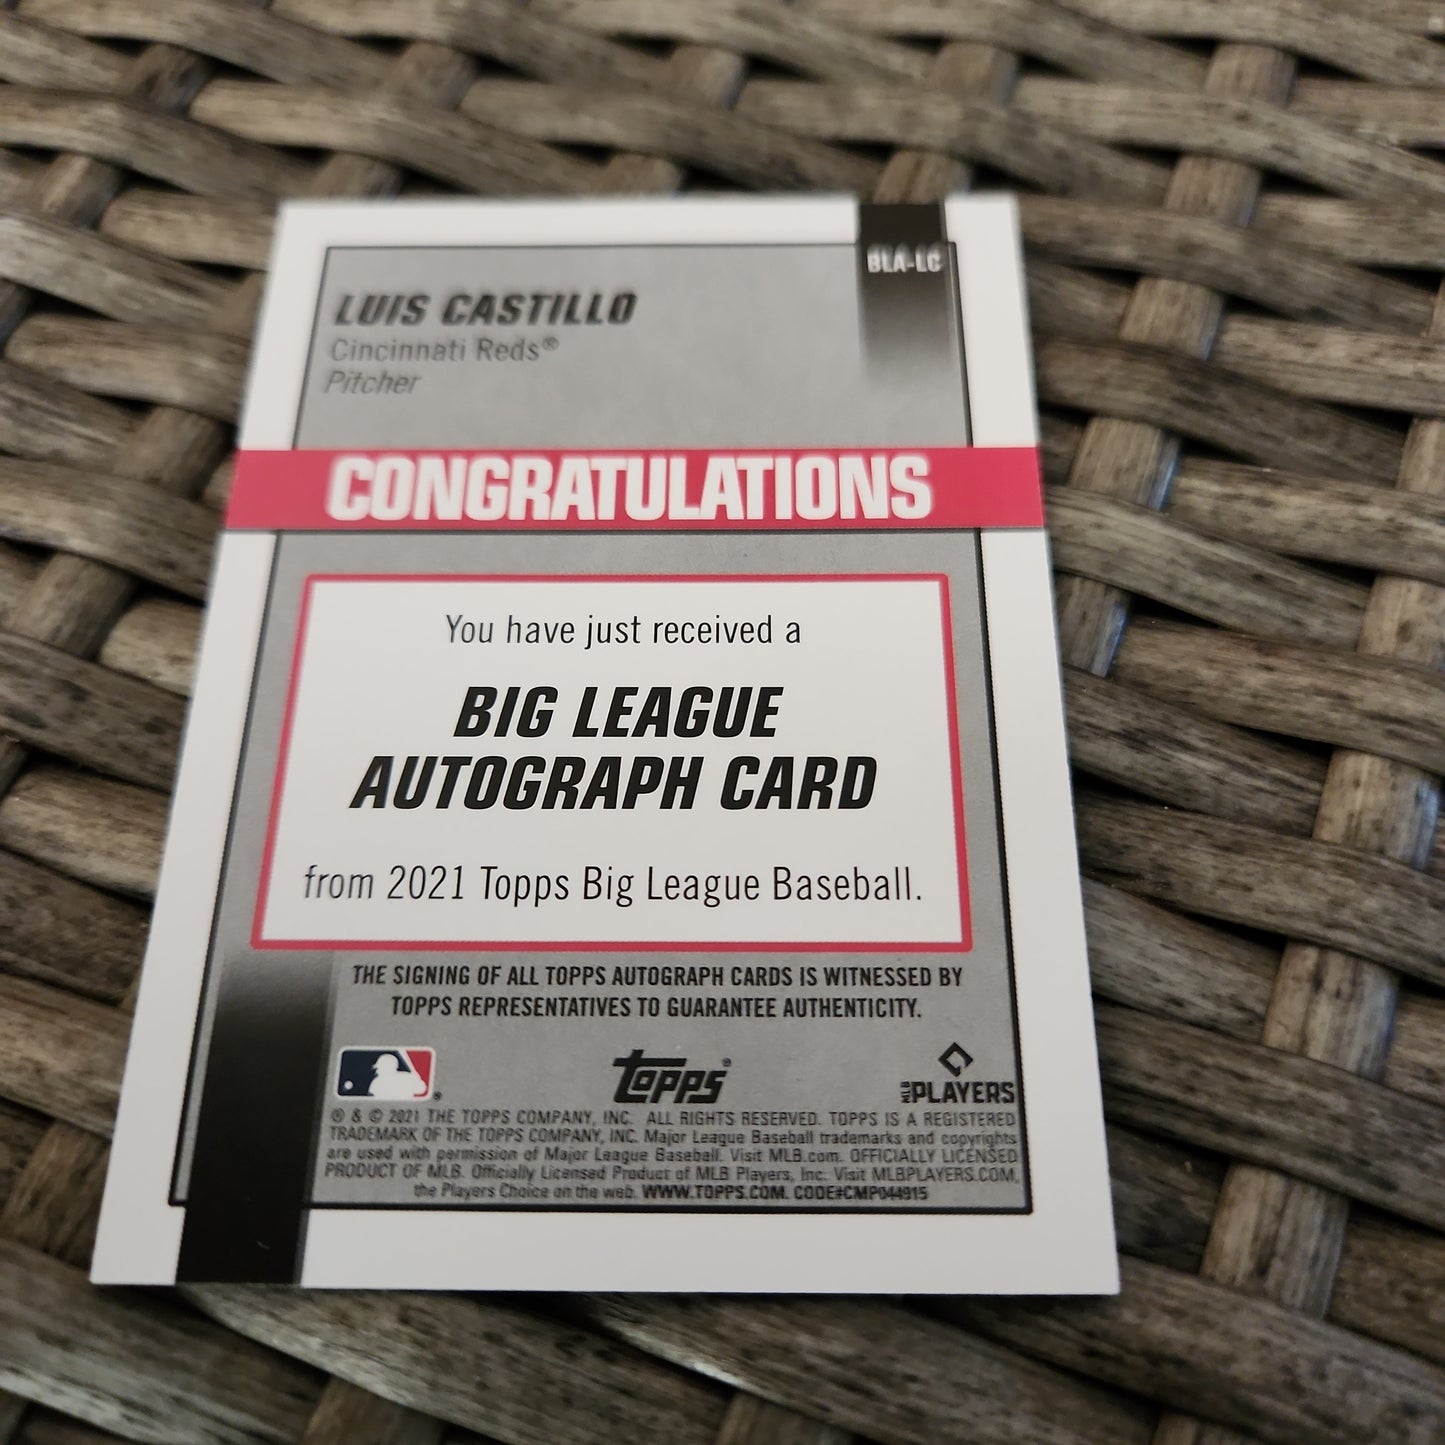 BLA-LC
LUIS CASTILLO
Cincinnati Reds®
Pitcher
CONGRATULATIONS
You have just received a
BIG LEAGUE
AUTOGRAPH CARD
from 2021 Topps Big League Baseball.
THE SIGNING OF ALL TOPPS AUTOGRAPH CARDS IS WITNESSED BY
TOPPS REPRESENTATIVES TO GUARANTEE AUTHENTICITY.
® topps® MLB PLAYERS
® & © 2021 THE TOPPS COMPANY, INC. ALL RIGHTS RESERVED. TOPPS IS A REGISTERED
TRADEMARK OF THE TOPPS COMPANY, INC. Major League Baseball trademarks and copyrights
are used with permission of Major League Baseball. Visit MLB.com. OFFICIALLY LICENSED
PRODUCT OF MLB. Officially Licensed Product of MLB Players, Inc. Visit MLBPLAYERS.COM,
the Players Choice on the web. WWW.TOPPS.COM. CODE#CMP044915